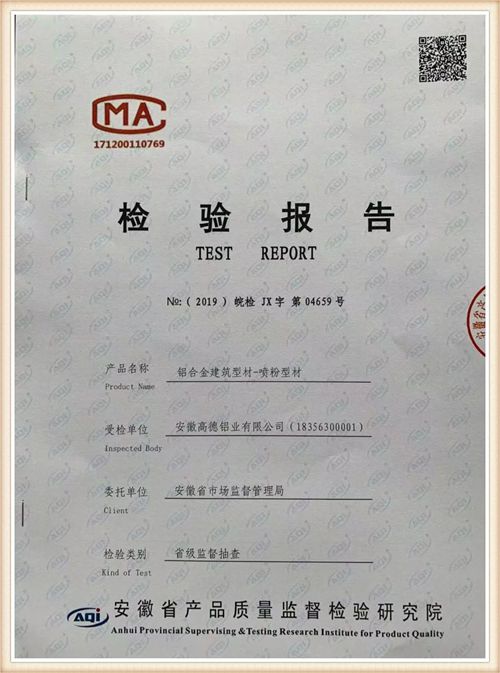 CMA
171200110769
检验报告
TEST REPORT
№:(2019)皖检 JX字 第04659号
产品名称 铝合金建筑型材-喷粉型材
Product Name
受检单位 安徽高德铝业有限公司(18356300001)
Inspected Body
委托单位 安徽省市场监督管理局
Client
检验类别 省级监督抽查
Kind of Test
AQI 安徽省产品质量监督检验研究院
Anhui Provincial Supervising &Testing Research Institute for Product Quality